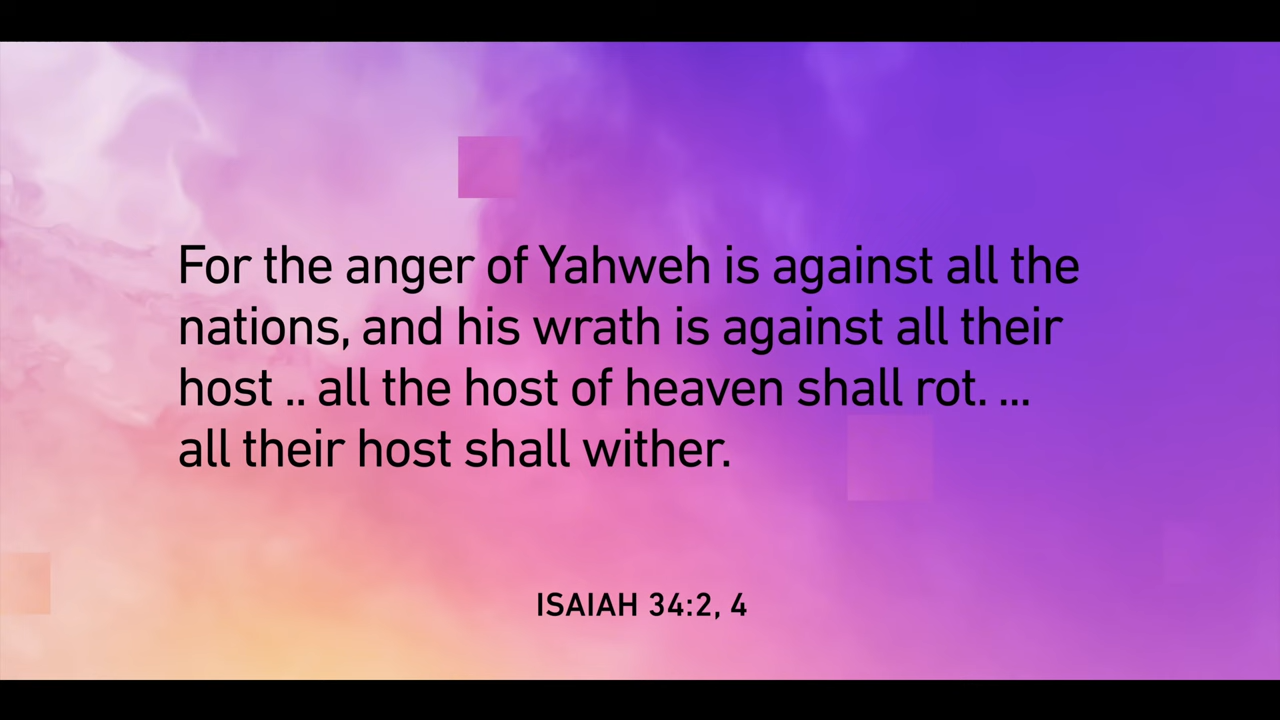 For the anger of Yahweh is against all the
nations, and his wrath is against all their
host .. all the host of heaven shall rot. ...
all their host shall wither.
ISAIAH 34:2, 4